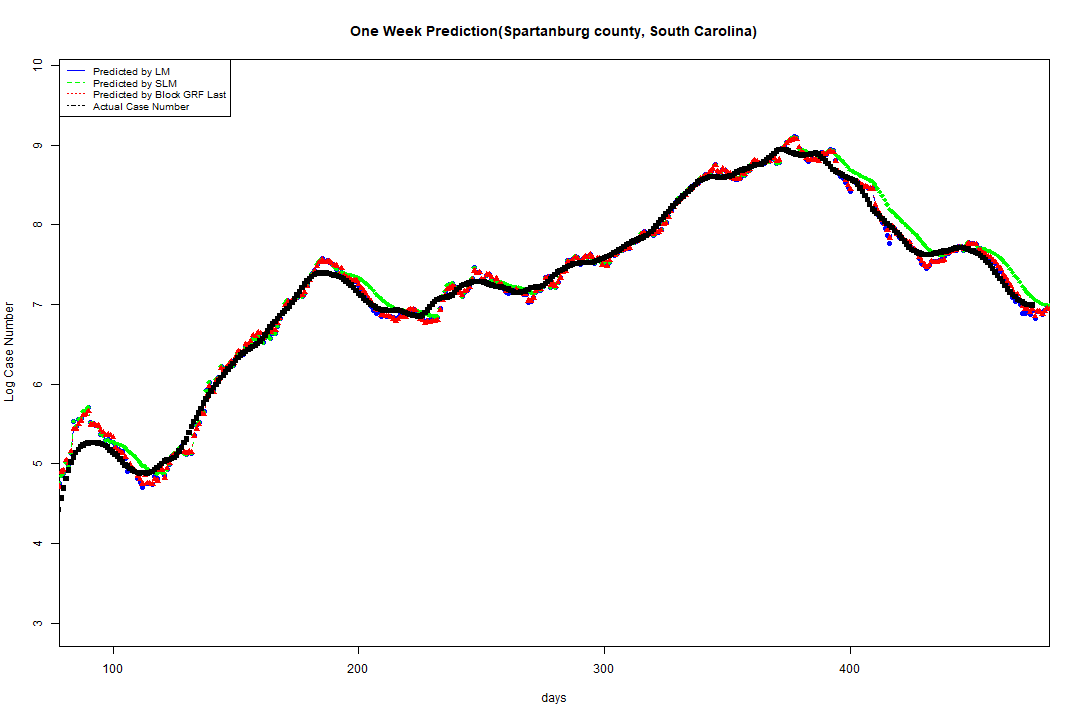 One Week Prediction(Spartanburg county, South Carolina)
Predicted by LM
Predicted by SLM
Predicted by Block GRF Last
Actual Case Number
10
9
8
7
6
5
4
3
Log Case Number
100 200 300 400
days